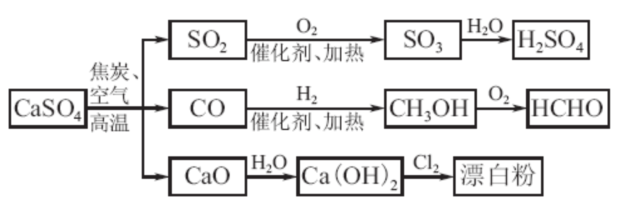 O₂
SO₂ 催化剂、加热 SO₃ H₂O H₂SO₄
焦炭、
空气
高温
CaSO₄
H₂
CO 催化剂、加热 CH₃OH O₂ HCHO
CaO H₂O Ca(OH)₂ Cl₂ 漂白粉